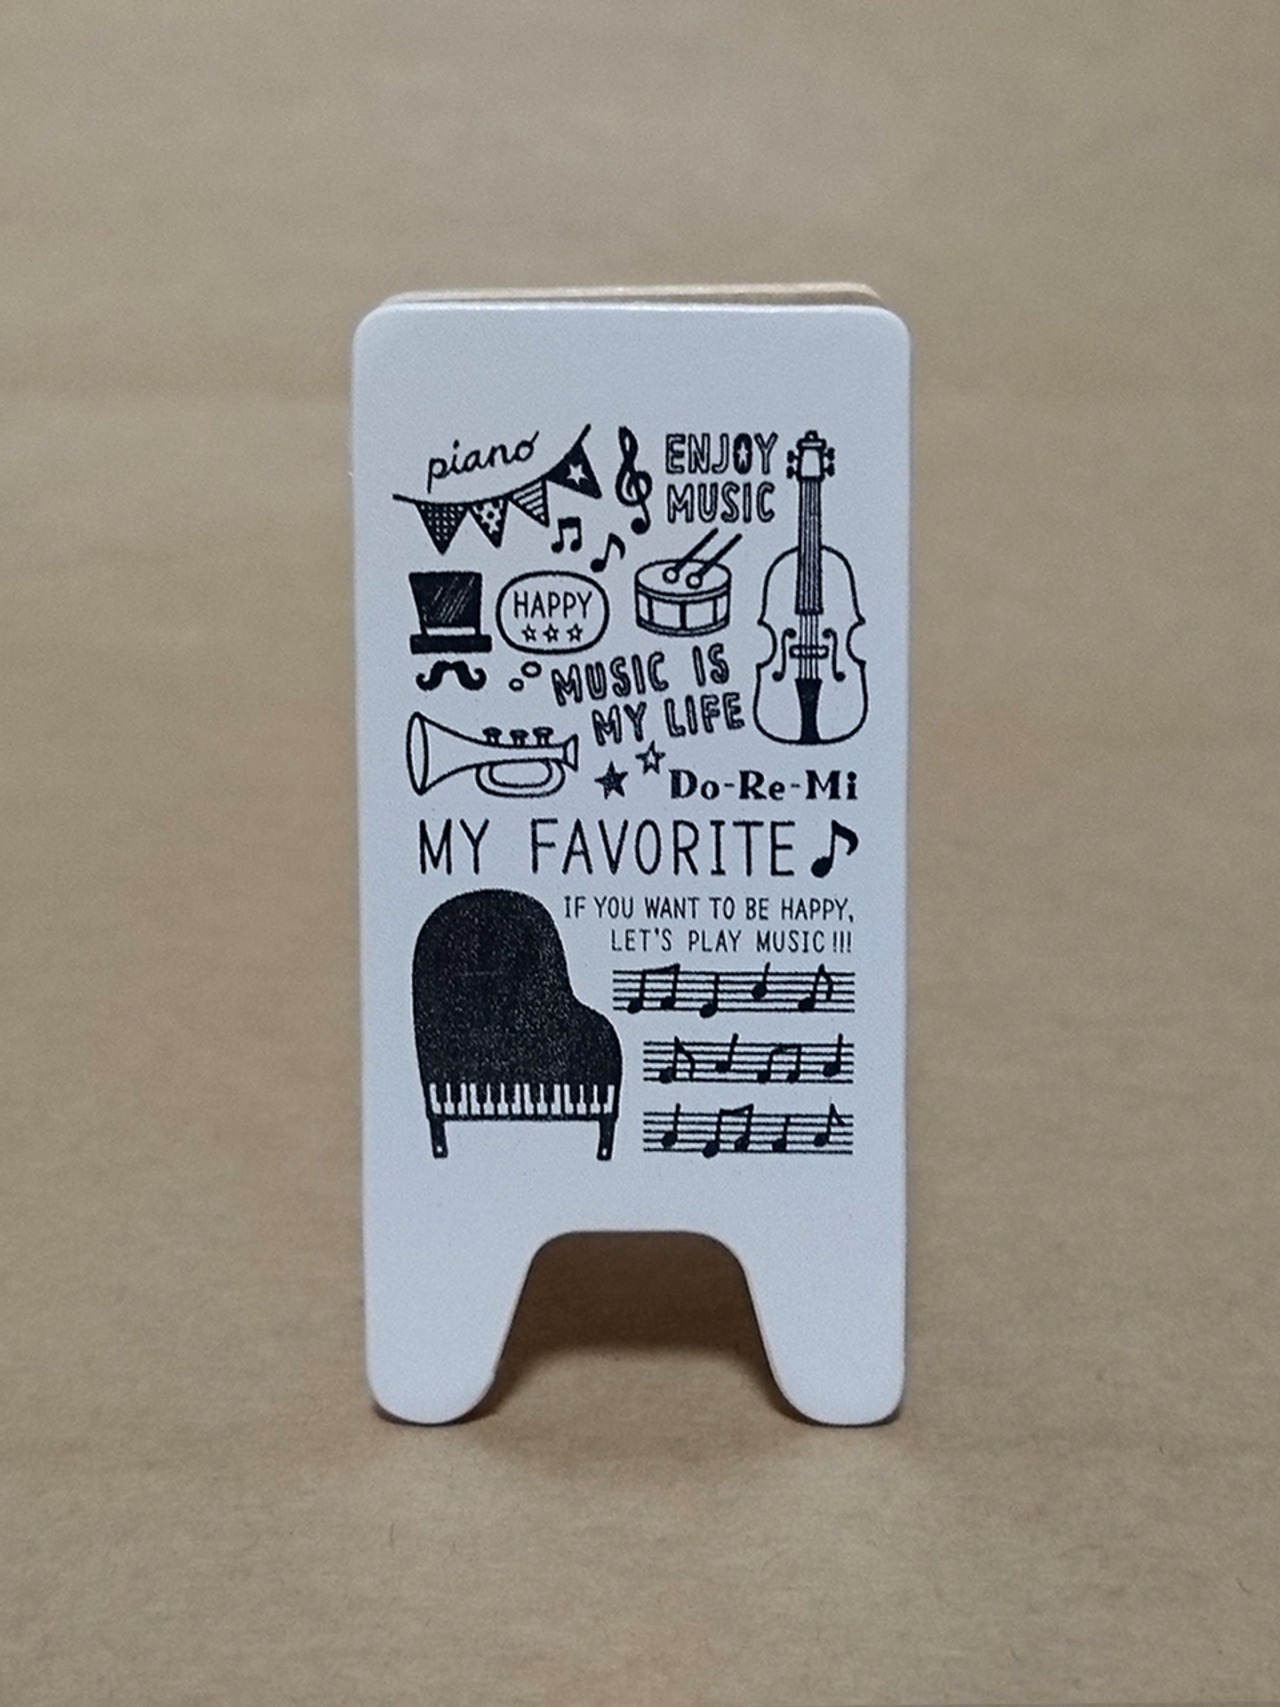 piano
ENJOY
MUSIC
HAPPY
MUSIC IS
MY LIFE
Do-Re-Mi
MY FAVORITE
IF YOU WANT TO BE HAPPY,
LET'S PLAY MUSIC!!!